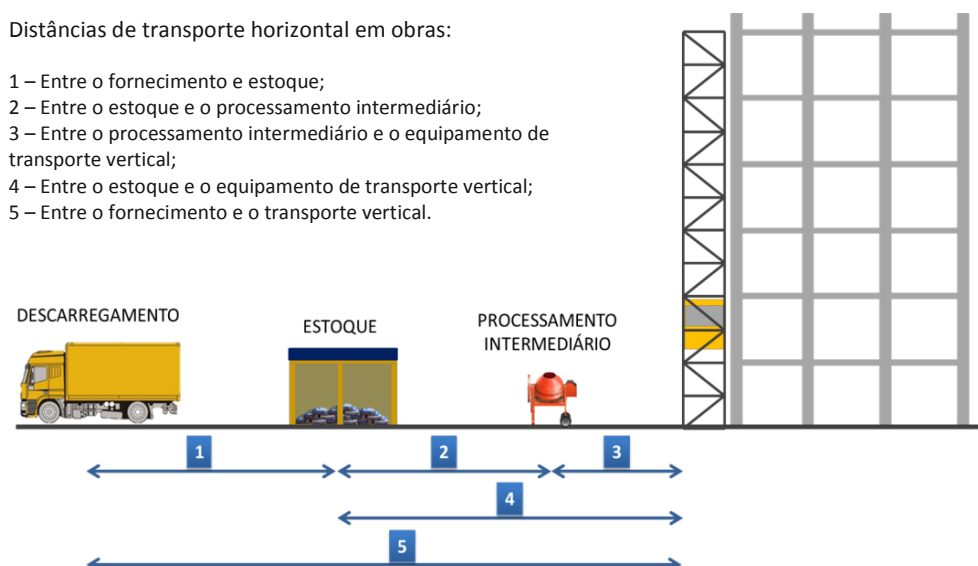 Distâncias de transporte horizontal em obras:
1 – Entre o fornecimento e estoque;
2 – Entre o estoque e o processamento intermediário;
3 – Entre o processamento intermediário e o equipamento de
transporte vertical;
4 – Entre o estoque e o equipamento de transporte vertical;
5 – Entre o fornecimento e o transporte vertical.
DESCARREGAMENTO
ESTOQUE
PROCESSAMENTO
INTERMEDIÁRIO
1
2
3
4
5